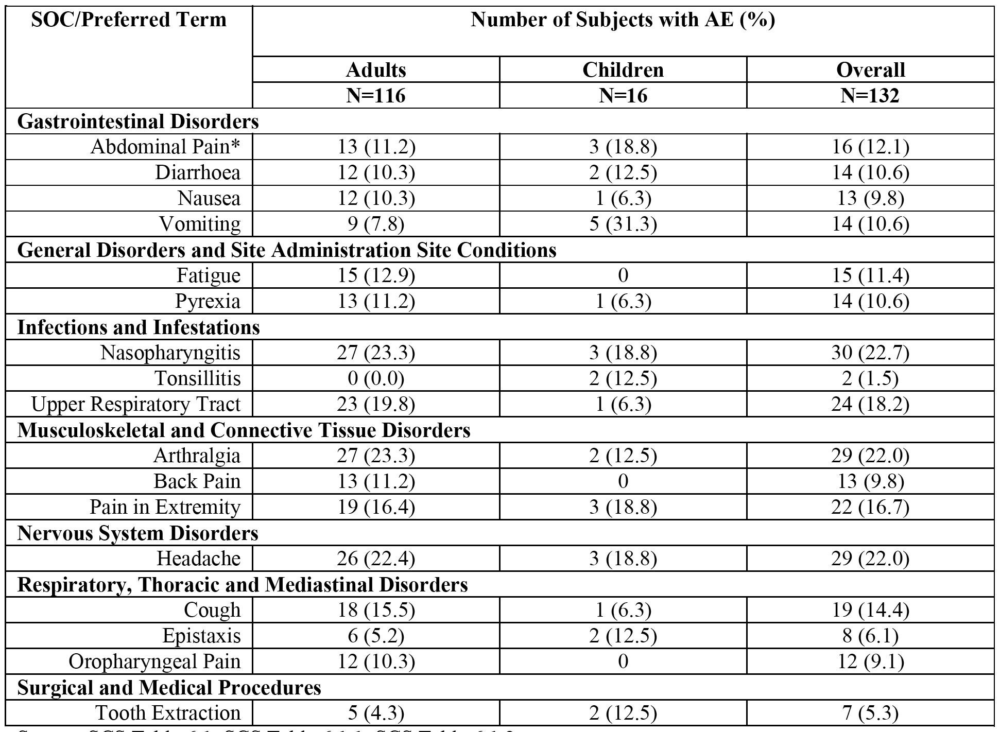 SOC/Preferred Term Number of Subjects with AE (%)
Adults Children Overall
N=116 N=16 N=132
Gastrointestinal Disorders
Abdominal Pain* 13 (11.2) 3 (18.8) 16 (12.1)
Diarrhoea 12 (10.3) 2 (12.5) 14 (10.6)
Nausea 12 (10.3) 1 (6.3) 13 (9.8)
Vomiting 9 (7.8) 5 (31.3) 14 (10.6)
General Disorders and Site Administration Site Conditions
Fatigue 15 (12.9) 0 15 (11.4)
Pyrexia 13 (11.2) 1 (6.3) 14 (10.6)
Infections and Infestations
Nasopharyngitis 27 (23.3) 3 (18.8) 30 (22.7)
Tonsillitis 0 (0.0) 2 (12.5) 2 (1.5)
Upper Respiratory Tract 23 (19.8) 1 (6.3) 24 (18.2)
Musculoskeletal and Connective Tissue Disorders
Arthralgia 27 (23.3) 2 (12.5) 29 (22.0)
Back Pain 13 (11.2) 0 13 (9.8)
Pain in Extremity 19 (16.4) 3 (18.8) 22 (16.7)
Nervous System Disorders
Headache 26 (22.4) 3 (18.8) 29 (22.0)
Respiratory, Thoracic and Mediastinal Disorders
Cough 18 (15.5) 1 (6.3) 19 (14.4)
Epistaxis 6 (5.2) 2 (12.5) 8 (6.1)
Oropharyngeal Pain 12 (10.3) 0 12 (9.1)
Surgical and Medical Procedures
Tooth Extraction 5 (4.3) 2 (12.5) 7 (5.3)